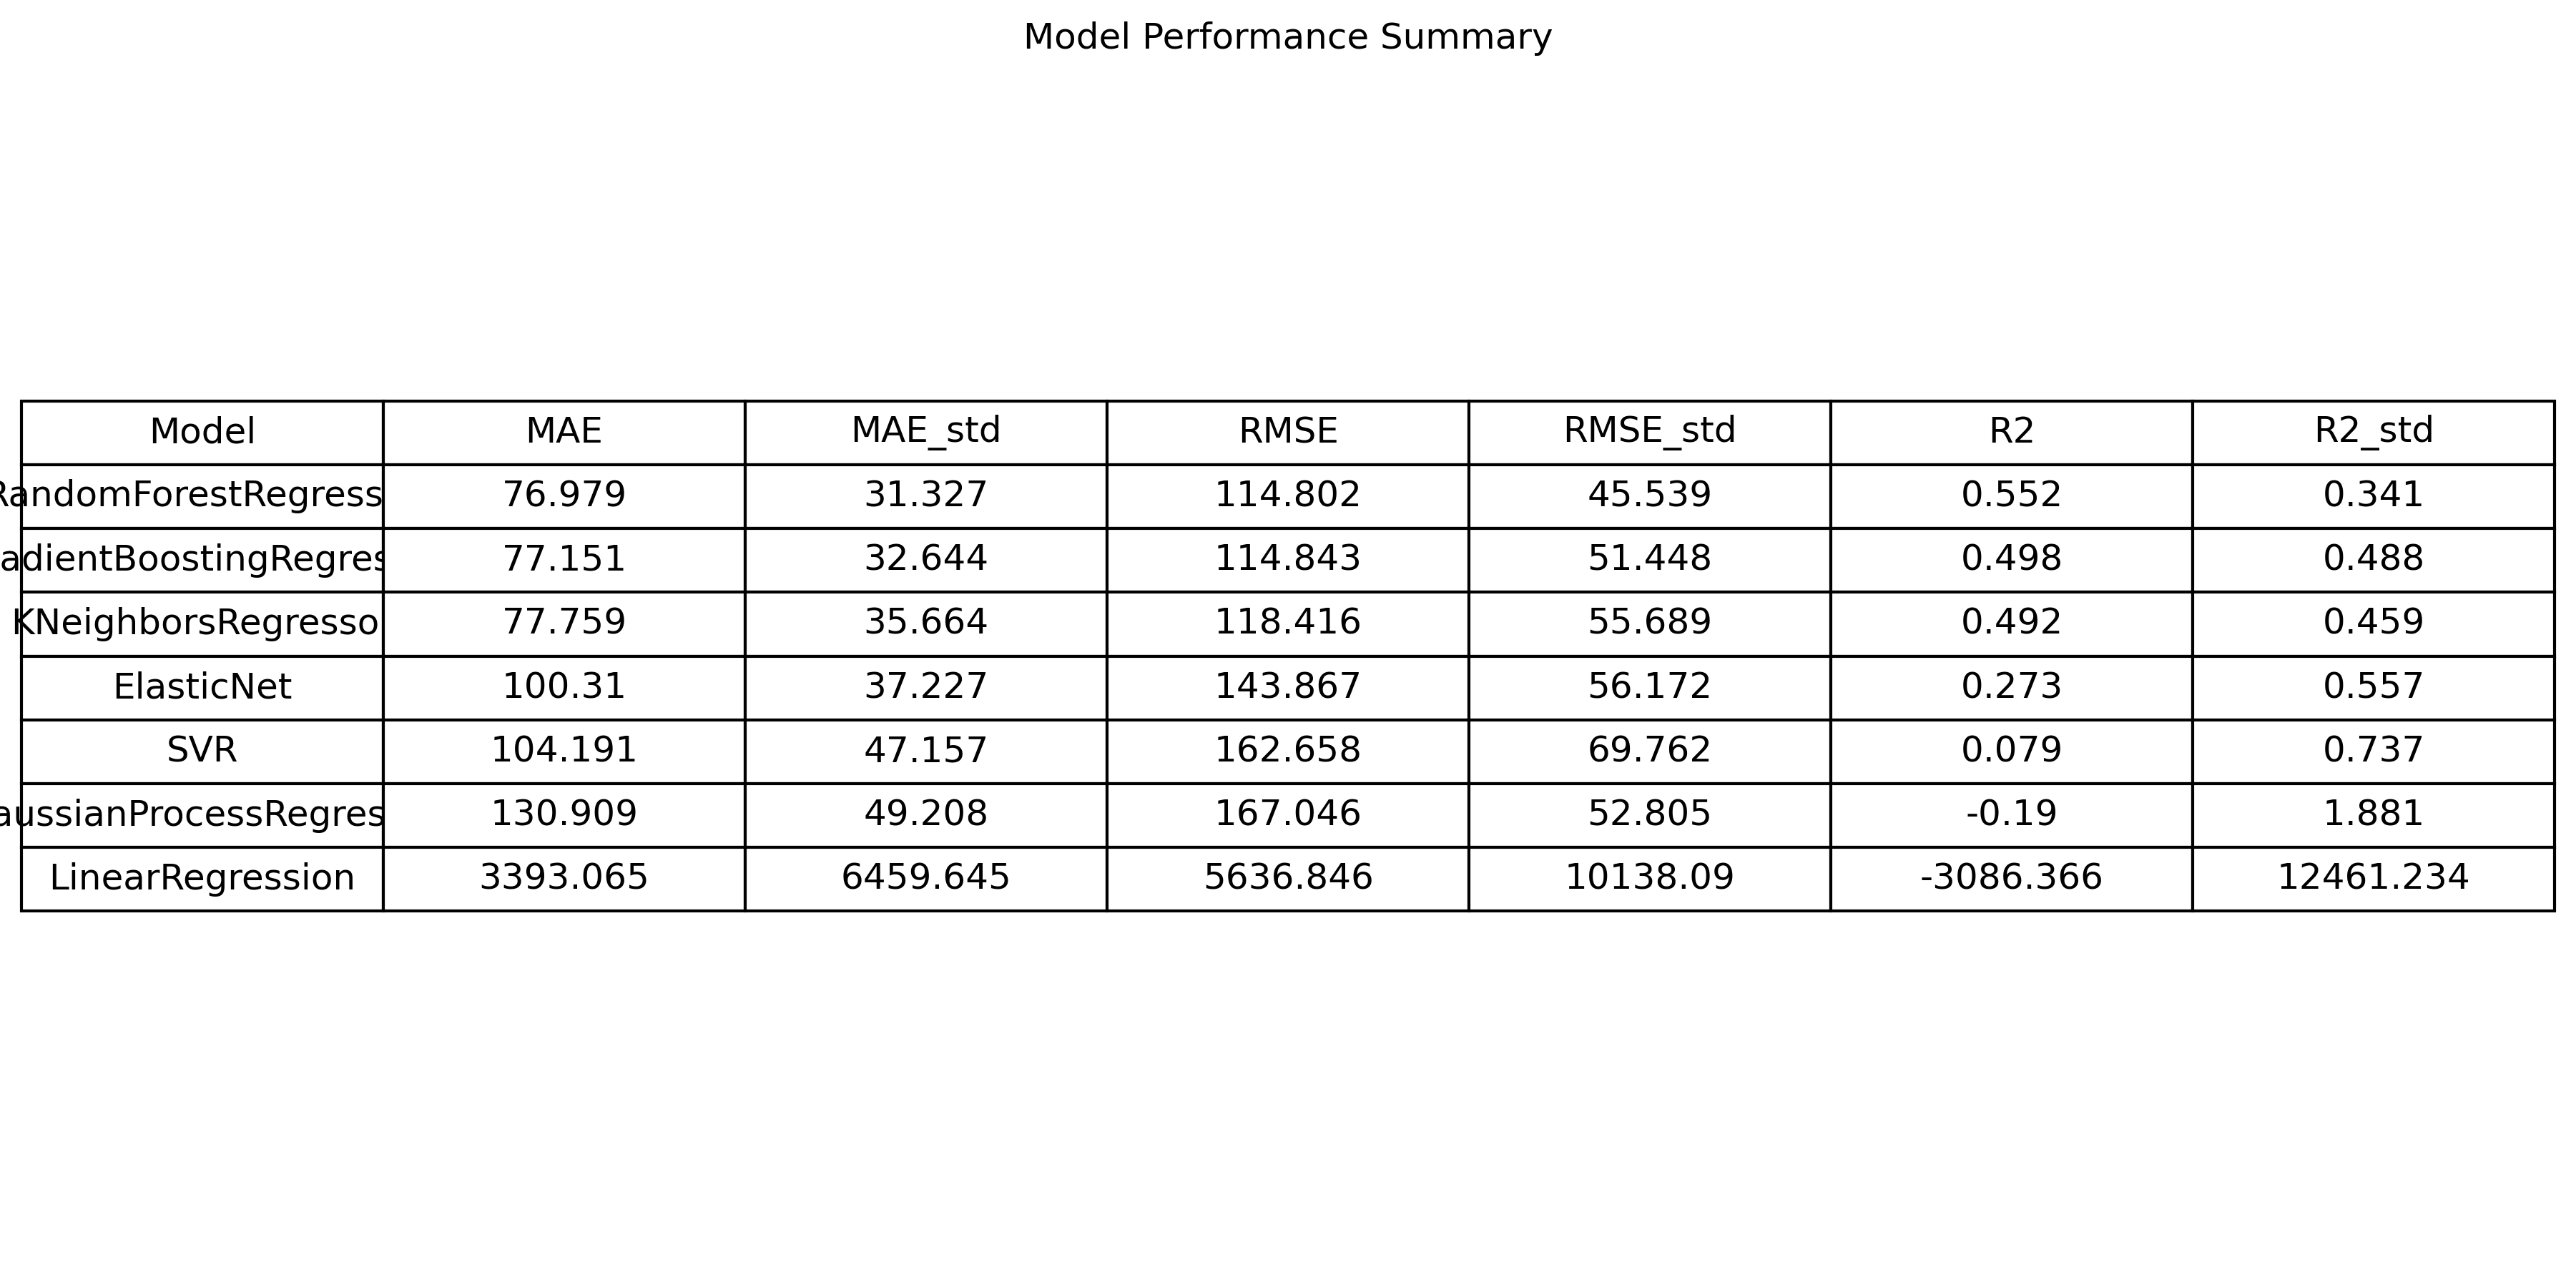 Model Performance Summary
Model MAE MAE_std RMSE RMSE_std R2 R2_std
RandomForestRegress 76.979 31.327 114.802 45.539 0.552 0.341
adientBoostingRegres 77.151 32.644 114.843 51.448 0.498 0.488
KNeighborsRegresso 77.759 35.664 118.416 55.689 0.492 0.459
ElasticNet 100.31 37.227 143.867 56.172 0.273 0.557
SVR 104.191 47.157 162.658 69.762 0.079 0.737
aussianProcessRegres 130.909 49.208 167.046 52.805 -0.19 1.881
LinearRegression 3393.065 6459.645 5636.846 10138.09 -3086.366 12461.234